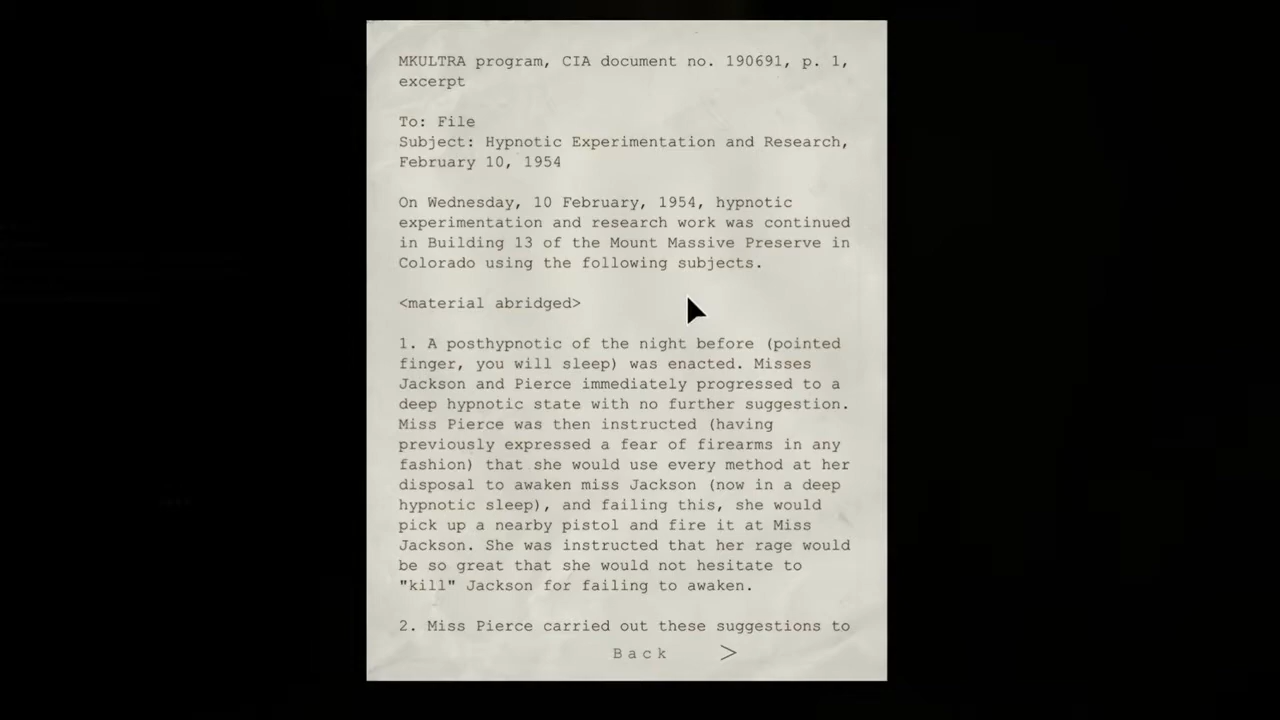 MKULTRA program, CIA document no. 190691, p. 1,
excerpt
To: File
Subject: Hypnotic Experimentation and Research,
February 10, 1954
On Wednesday, 10 February, 1954, hypnotic
experimentation and research work was continued
in Building 13 of the Mount Massive Preserve in
Colorado using the following subjects.
<material abridged>
1. A posthypnotic of the night before (pointed
finger, you will sleep) was enacted. Misses
Jackson and Pierce immediately progressed to a
deep hypnotic state with no further suggestion.
Miss Pierce was then instructed (having
previously expressed a fear of firearms in any
fashion) that she would use every method at her
disposal to awaken miss Jackson (now in a deep
hypnotic sleep), and failing this, she would
pick up a nearby pistol and fire it at Miss
Jackson. She was instructed that her rage would
be so great that she would not hesitate to
"kill" Jackson for failing to awaken.
2. Miss Pierce carried out these suggestions to
Back >